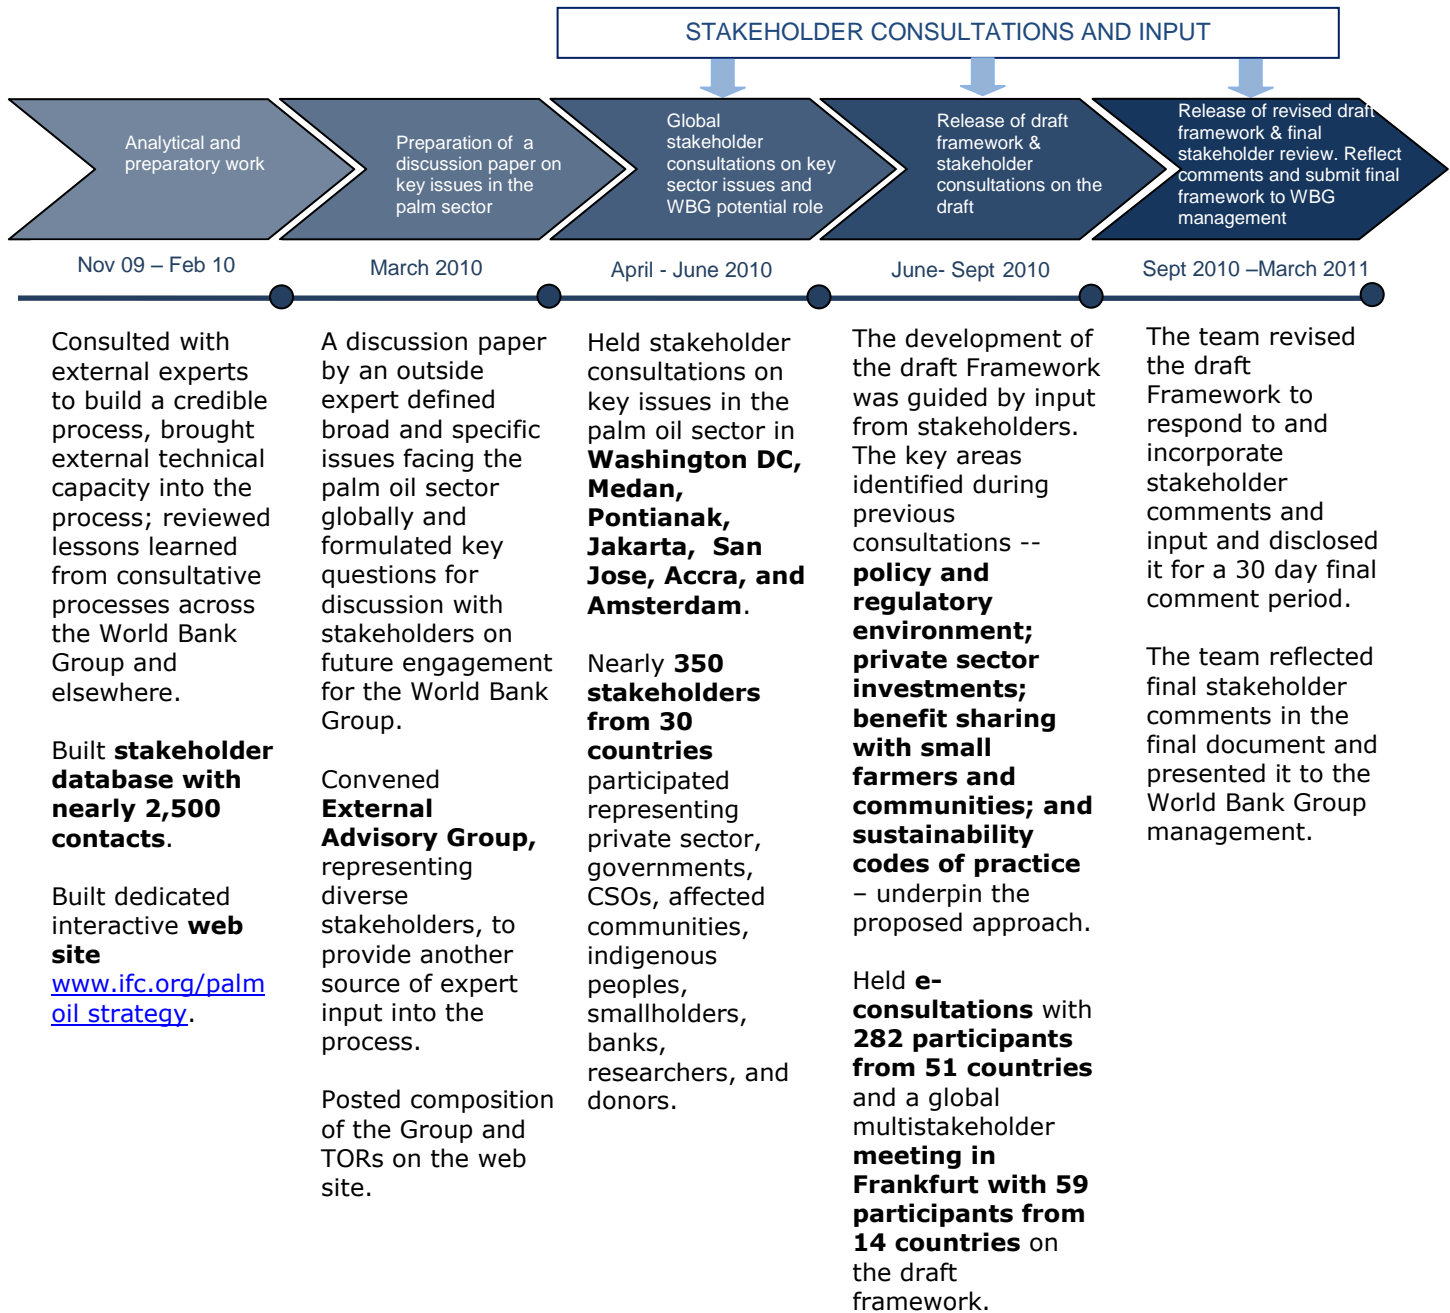 STAKEHOLDER CONSULTATIONS AND INPUT
Analytical and
preparatory work
Preparation of a
discussion paper on
key issues in the
palm sector
Global
stakeholder
consultations on key
sector issues and
WBG potential role
Release of draft
framework &
stakeholder
consultations on the
draft
Release of revised draft
framework & final
stakeholder review. Reflect
comments and submit final
framework to WBG
management
Nov 09 – Feb 10
March 2010
April - June 2010
June- Sept 2010
Sept 2010 –March 2011
Consulted with
external experts
to build a credible
process, brought
external technical
capacity into the
process; reviewed
lessons learned
from consultative
processes across
the World Bank
Group and
elsewhere.
Built stakeholder
database with
nearly 2,500
contacts.
Built dedicated
interactive web
site
www.ifc.org/palm
oil strategy.
A discussion paper
by an outside
expert defined
broad and specific
issues facing the
palm oil sector
globally and
formulated key
questions for
discussion with
stakeholders on
future engagement
for the World Bank
Group.
Convened
External
Advisory Group,
representing
diverse
stakeholders, to
provide another
source of expert
input into the
process.
Posted composition
of the Group and
TORs on the web
site.
Held stakeholder
consultations on
key issues in the
palm oil sector in
Washington DC,
Medan,
Pontianak,
Jakarta, San
Jose, Accra, and
Amsterdam.
Nearly 350
stakeholders
from 30
countries
participated
representing
private sector,
governments,
CSOs, affected
communities,
indigenous
peoples,
smallholders,
banks,
researchers, and
donors.
The development of
the draft Framework
was guided by input
from stakeholders.
The key areas
identified during
previous
consultations --
policy and
regulatory
environment;
private sector
investments;
benefit sharing
with small
farmers and
communities; and
sustainability
codes of practice
– underpin the
proposed approach.
Held e-
consultations with
282 participants
from 51 countries
and a global
multistakeholder
meeting in
Frankfurt with 59
participants from
14 countries on
the draft
framework.
The team revised
the draft
Framework to
respond to and
incorporate
stakeholder
comments and
input and disclosed
it for a 30 day final
comment period.
The team reflected
final stakeholder
comments in the
final document and
presented it to the
World Bank Group
management.